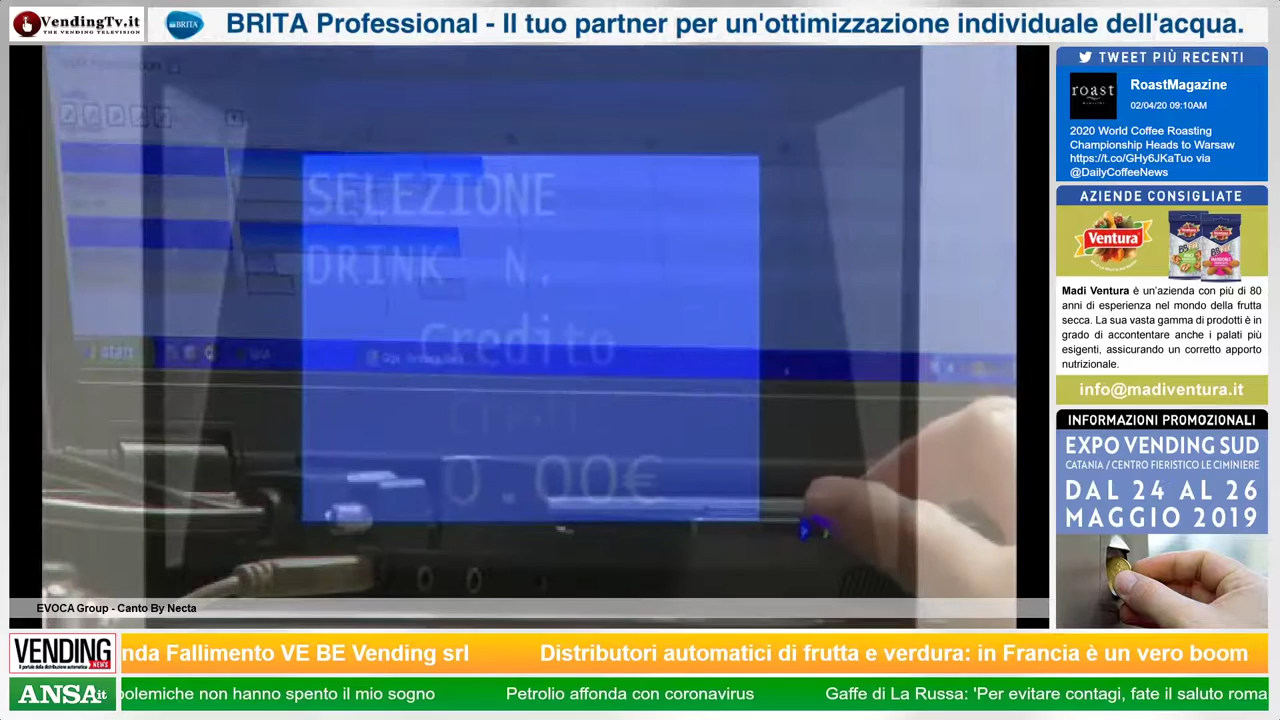 VendingTv.it
THE VENDING TELEVISION
BRITA
BRITA Professional - Il tuo partner per un'ottimizzazione individuale dell'acqua.
SELEZIONE
DRINK
Credito
0.00€
start
EVOCA Group - Canto By Necta
TWEET PIÙ RECENTI
roast
RoastMagazine
02/04/20 09:10AM
2020 World Coffee Roasting
Championship Heads to Warsaw
https://t.co/GHy6JKaTuo via
@DailyCoffeeNews
AZIENDE CONSIGLIATE
Ventura
Madi Ventura è un'azienda con più di 80
anni di esperienza nel mondo della frutta
secca. La sua vasta gamma di prodotti è in
grado di accontentare anche i palati più
esigenti, assicurando un corretto apporto
nutrizionale.
info@madiventura.it
INFORMAZIONI PROMOZIONALI
EXPO VENDING SUD
CATANIA / CENTRO FIERISTICO LE CIMINIERE
DAL 24 AL 26
MAGGIO 2019
VENDING
Il portale della distribuzione automatica NEWS
nda Fallimento VE BE Vending srl Distributori automatici di frutta e verdura: in Francia è un vero boom
ANSA.it
polemiche non hanno spento il mio sogno Petrolio affonda con coronavirus Gaffe di La Russa: 'Per evitare contagi, fate il saluto roma